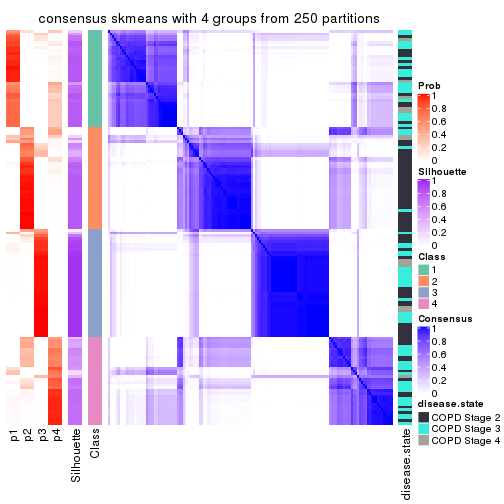 consensus skmeans with 4 groups from 250 partitions
Prob
1
0.8
0.6
0.4
0.2
0
Silhouette
1
0.8
0.6
0.4
0.2
0
Class
1
2
3
4
Consensus
1
0.8
0.6
0.4
0.2
0
disease.state
COPD Stage 2
COPD Stage 3
COPD Stage 4
p1
p2
p3
p4
Silhouette
Class
disease.state